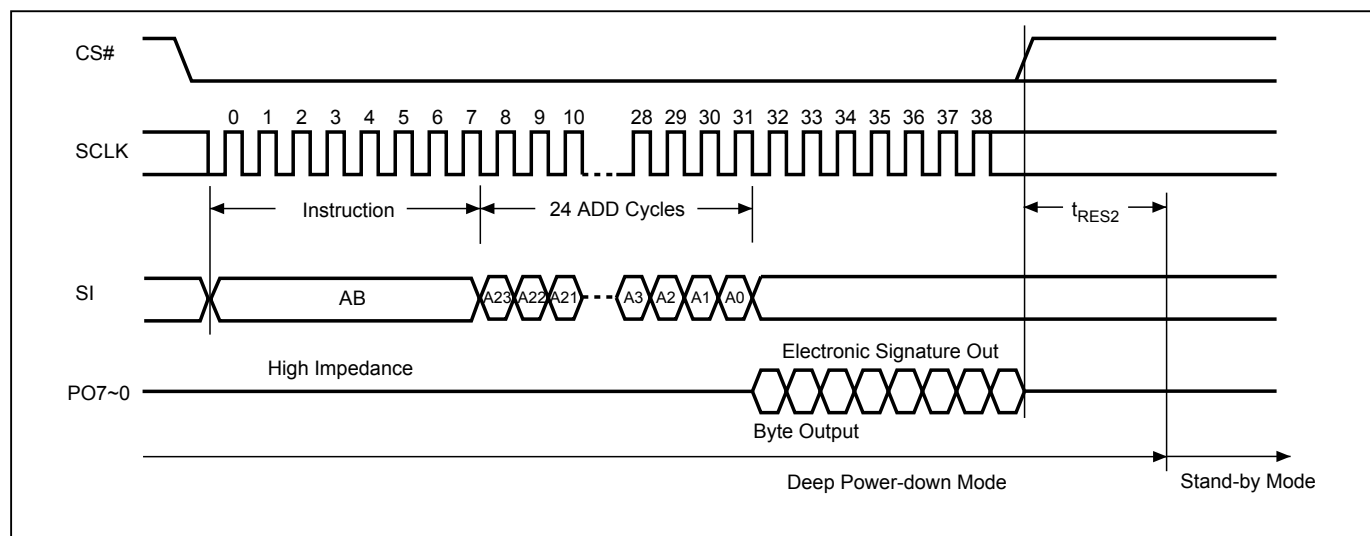 CS#
0 1 2 3 4 5 6 7 8 9 10 28 29 30 31 32 33 34 35 36 37 38
SCLK
Instruction 24 ADD Cycles tRES2
SI AB A23 A22 A21 A3 A2 A1 A0
Electronic Signature Out
High Impedance
PO7~0
Byte Output
Deep Power-down Mode Stand-by Mode